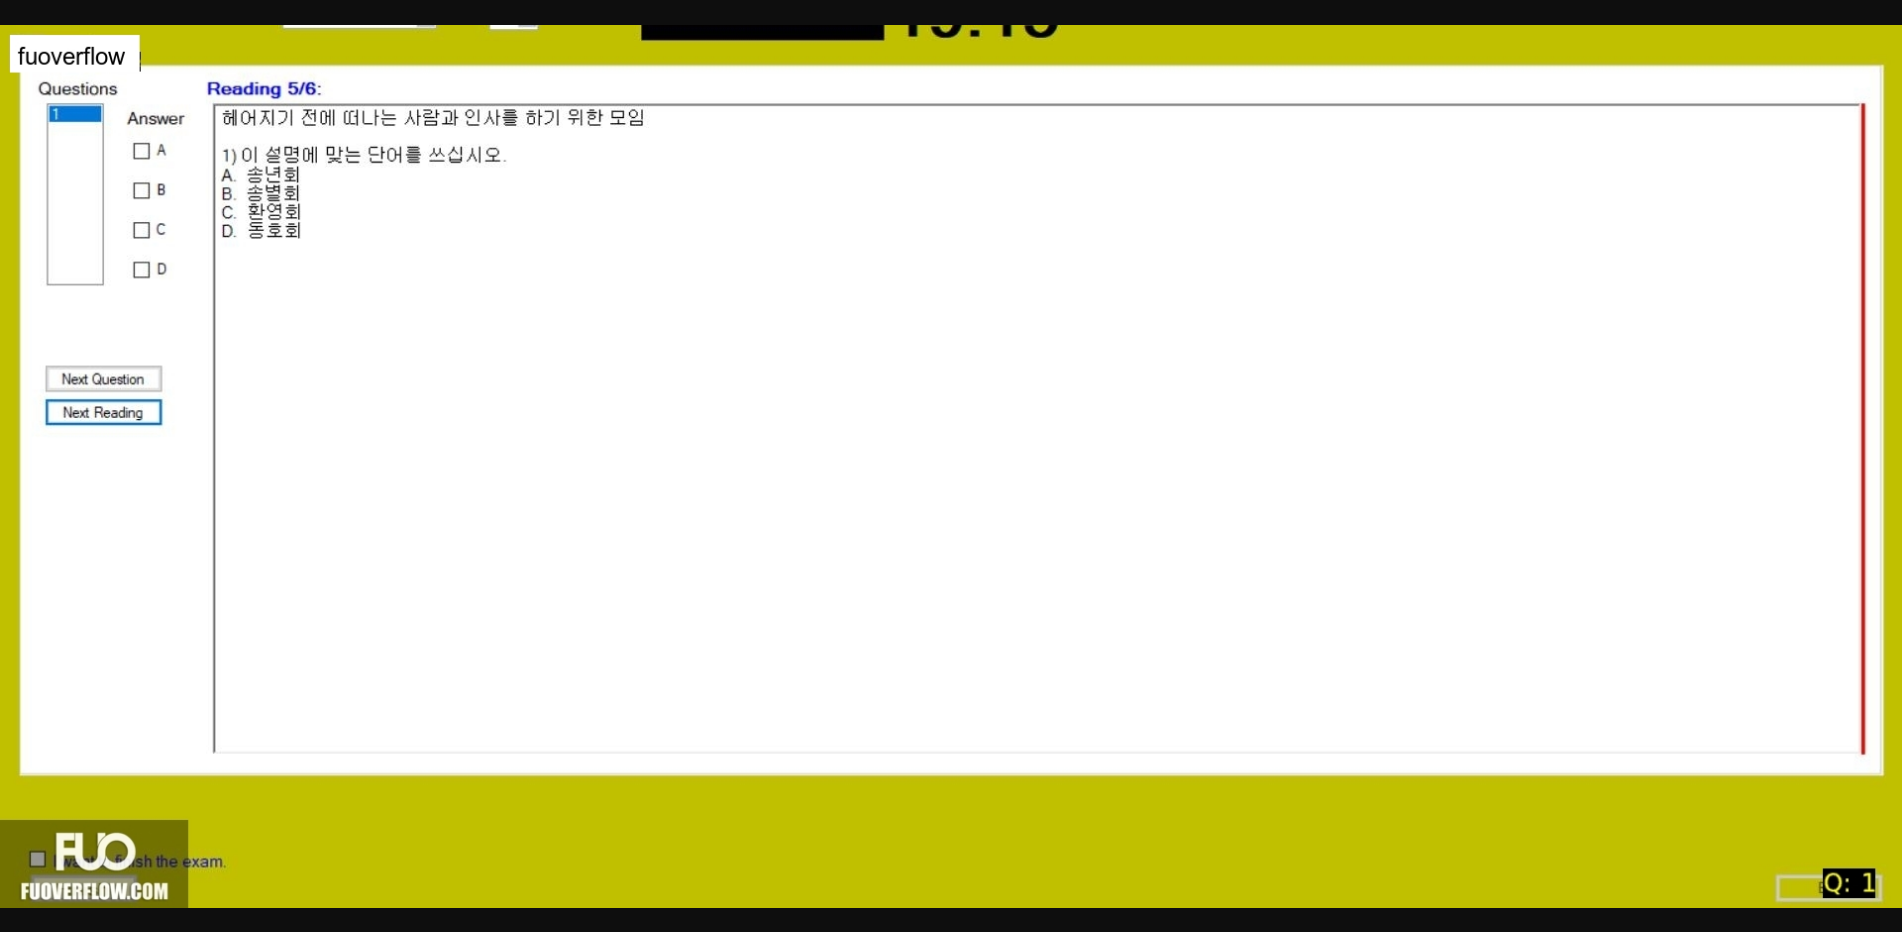 fuoverflow
Questions
Reading 5/6:
1
Answer
헤어지기 전에 떠나는 사람과 인사를 하기 위한 모임
A
1) 이 설명에 맞는 단어를 쓰십시오.
A. 송년회
B
B. 송별회
C. 환영회
C
D. 동호회
D
Next Question
Next Reading
FUO
sh the exam.
FUOVERFLOW.COM
Q: 1